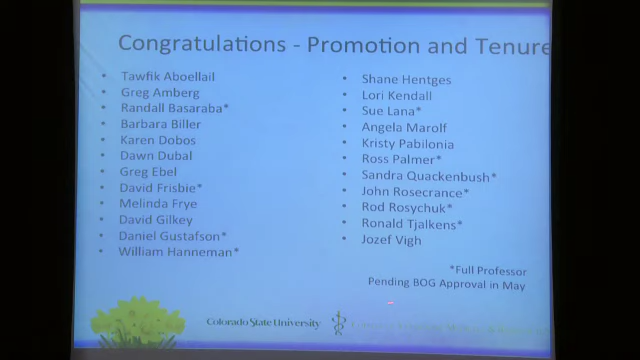 Congratulations - Promotion and Tenure
• Tawfik Aboellail
• Greg Amberg
• Randall Basaraba*
• Barbara Biller
• Karen Dobos
• Dawn Dubal
• Greg Ebel
• David Frisbie*
• Melinda Frye
• David Gilkey
• Daniel Gustafson*
• William Hanneman*
• Shane Hentges
• Lori Kendall
• Sue Lana*
• Angela Marolf
• Kristy Pabilonia
• Ross Palmer*
• Sandra Quackenbush*
• John Rosecrance*
• Rod Rosychuk*
• Ronald Tjalkens*
• Jozef Vigh
*Full Professor
Pending BOG Approval in May
Colorado State University